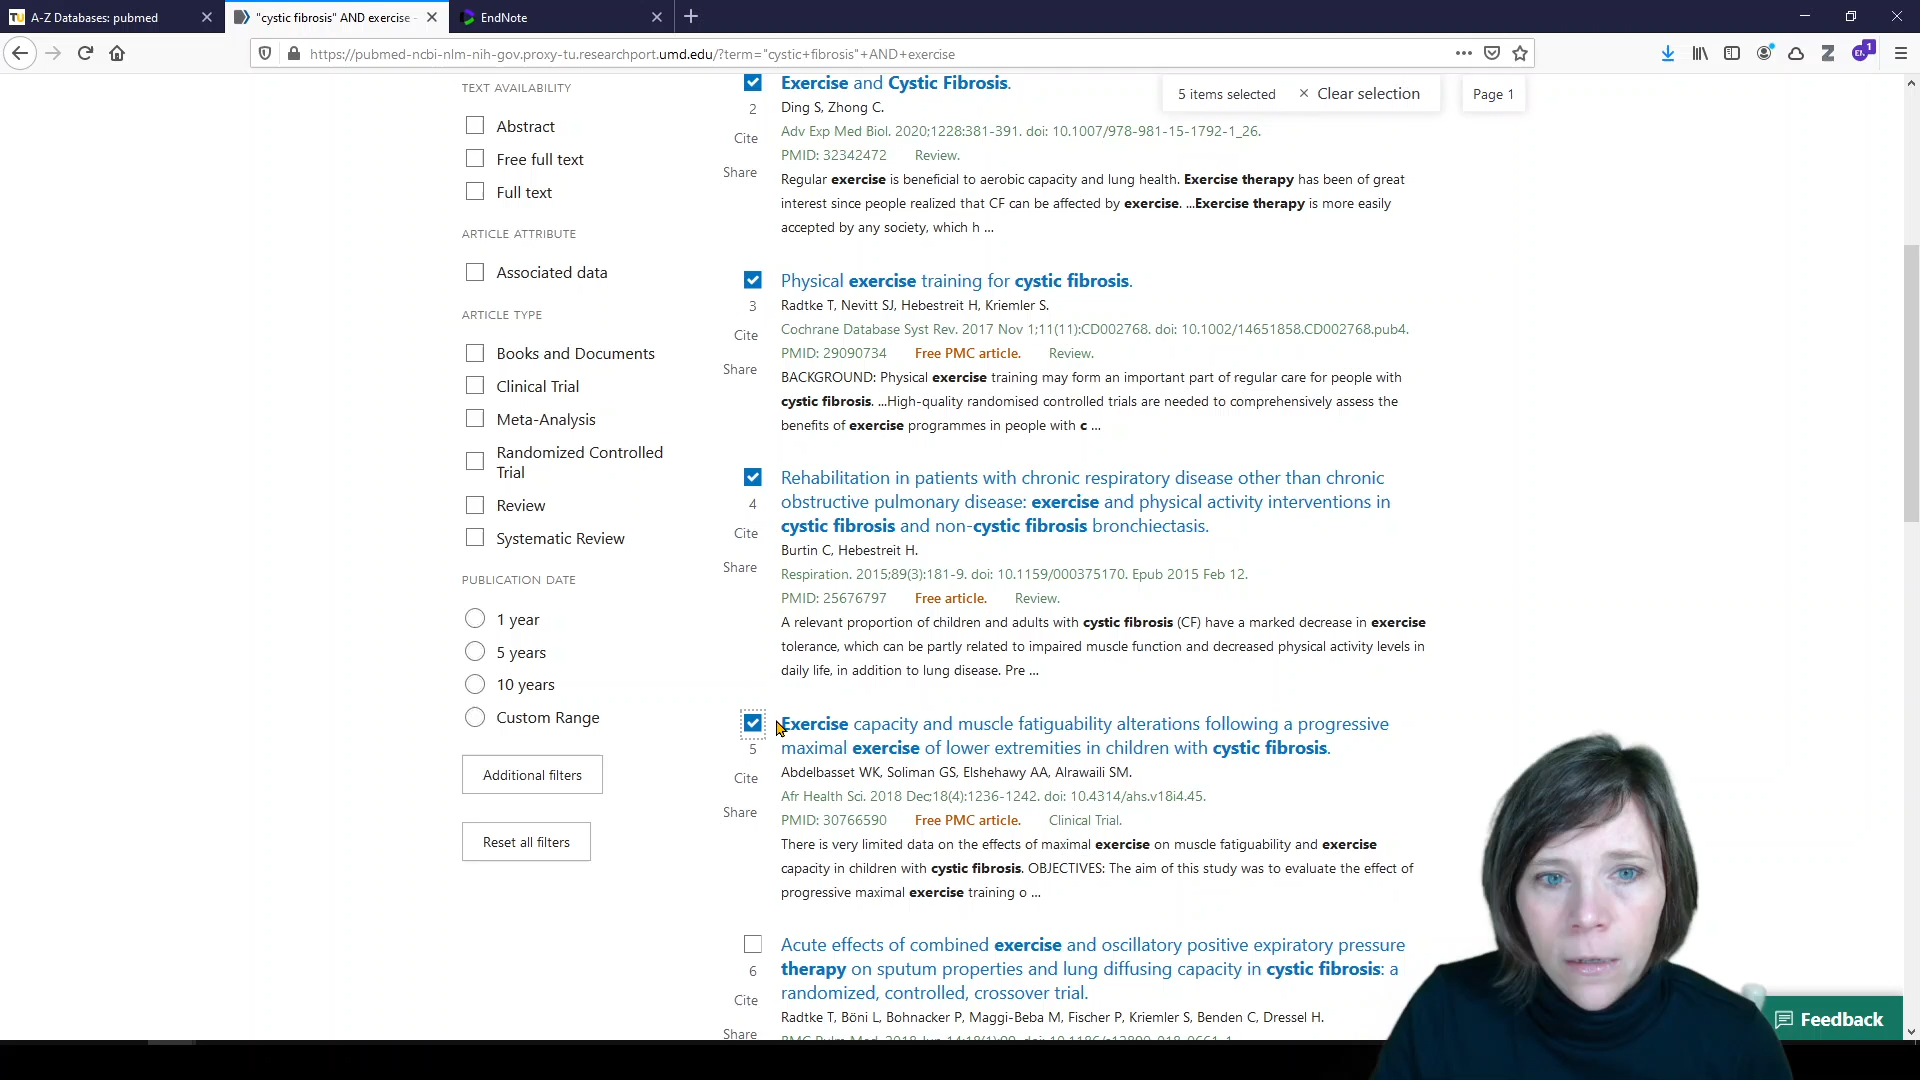 A-Z Databases: pubmed
"cystic fibrosis" AND exercise -
EndNote
https://pubmed-ncbi-nlm-nih-gov.proxy-tu.researchport.umd.edu/?term="cystic+fibrosis"+AND+exercise
TEXT AVAILABILITY
Abstract
Free full text
Full text
ARTICLE ATTRIBUTE
Associated data
ARTICLE TYPE
Books and Documents
Clinical Trial
Meta-Analysis
Randomized Controlled
Trial
Review
Systematic Review
PUBLICATION DATE
1 year
5 years
10 years
Custom Range
Additional filters
Reset all filters
5 items selected × Clear selection
Page 1
Exercise and Cystic Fibrosis.
2
Cite
Share
Ding S, Zhong C.
Adv Exp Med Biol. 2020;1228:381-391. doi: 10.1007/978-981-15-1792-1_26.
PMID: 32342472 Review.
Regular exercise is beneficial to aerobic capacity and lung health. Exercise therapy has been of great
interest since people realized that CF can be affected by exercise. ...Exercise therapy is more easily
accepted by any society, which h ...
Physical exercise training for cystic fibrosis.
3
Cite
Share
Radtke T, Nevitt SJ, Hebestreit H, Kriemler S.
Cochrane Database Syst Rev. 2017 Nov 1;11(11):CD002768. doi: 10.1002/14651858.CD002768.pub4.
PMID: 29090734 Free PMC article. Review.
BACKGROUND: Physical exercise training may form an important part of regular care for people with
cystic fibrosis. ...High-quality randomised controlled trials are needed to comprehensively assess the
benefits of exercise programmes in people with c ...
Rehabilitation in patients with chronic respiratory disease other than chronic
obstructive pulmonary disease: exercise and physical activity interventions in
cystic fibrosis and non-cystic fibrosis bronchiectasis.
4
Cite
Share
Burtin C, Hebestreit H.
Respiration. 2015;89(3):181-9. doi: 10.1159/000375170. Epub 2015 Feb 12.
PMID: 25676797 Free article. Review.
A relevant proportion of children and adults with cystic fibrosis (CF) have a marked decrease in exercise
tolerance, which can be partly related to impaired muscle function and decreased physical activity levels in
daily life, in addition to lung disease. Pre ...
Exercise capacity and muscle fatiguability alterations following a progressive
maximal exercise of lower extremities in children with cystic fibrosis.
5
Cite
Share
Abdelbasset WK, Soliman GS, Elshehawy AA, Alrawaili SM.
Afr Health Sci. 2018 Dec;18(4):1236-1242. doi: 10.4314/ahs.v18i4.45.
PMID: 30766590 Free PMC article. Clinical Trial.
There is very limited data on the effects of maximal exercise on muscle fatiguability and exercise
capacity in children with cystic fibrosis. OBJECTIVES: The aim of this study was to evaluate the effect of
progressive maximal exercise training o ...
Acute effects of combined exercise and oscillatory positive expiratory pressure
therapy on sputum properties and lung diffusing capacity in cystic fibrosis: a
randomized, controlled, crossover trial.
6
Cite
Share
Radtke T, Böni L, Bohnacker P, Maggi-Beba M, Fischer P, Kriemler S, Benden C, Dressel H.
Feedback